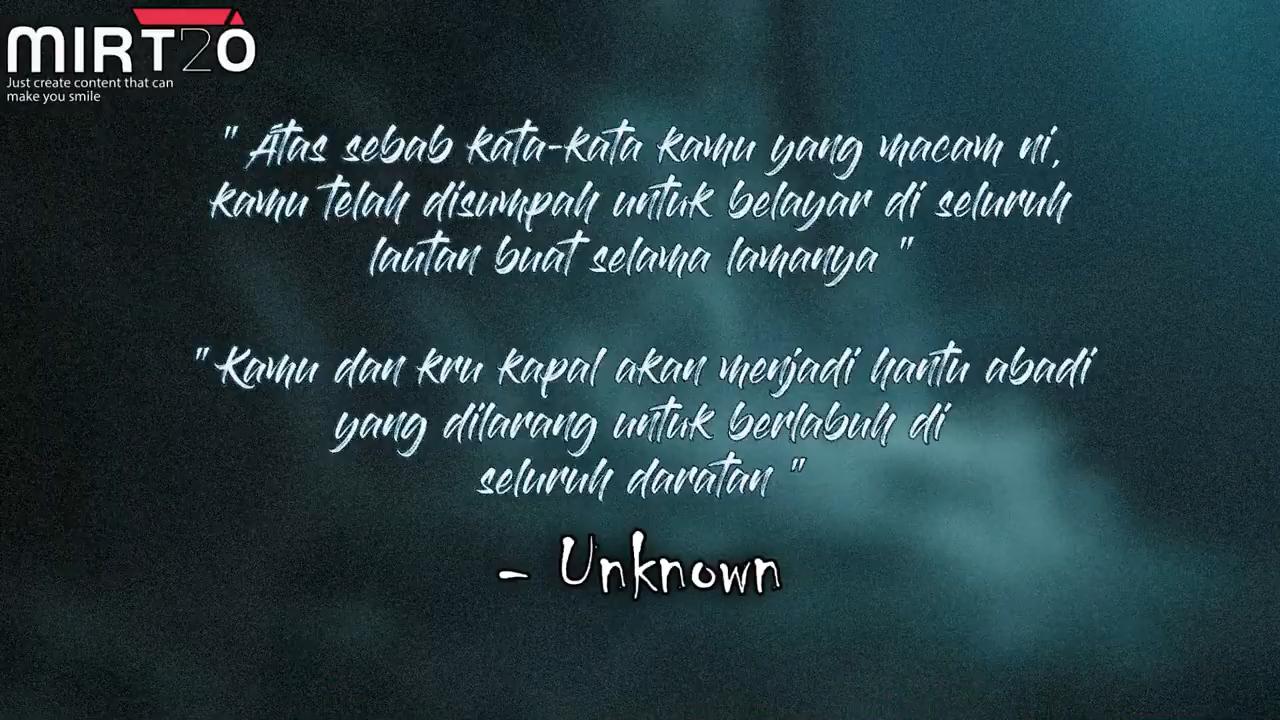 MIRT20
Just create content that can
make you smile
" Atas sebab kata-kata kamu yang macam ni,
kamu telah disumpah untuk belayar di seluruh
lautan buat selama lamanya "
" Kamu dan kru kapal akan menjadi hantu abadi
yang dilarang untuk berlabuh di
seluruh daratan "
- Unknown